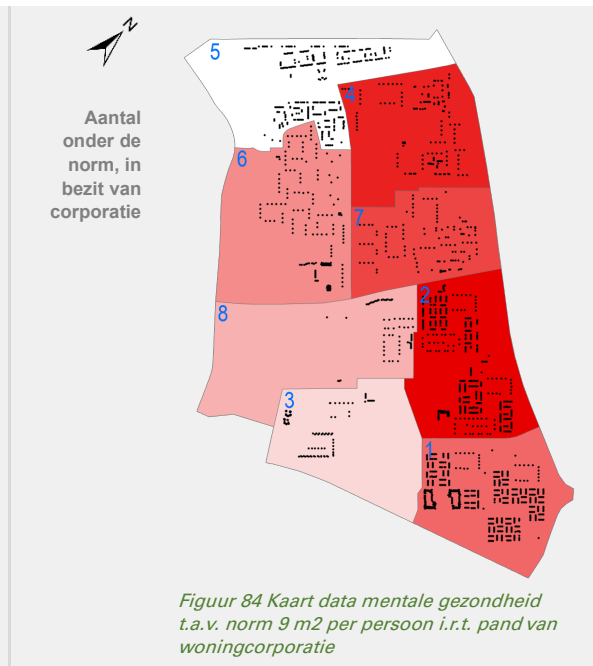 N
5
4
Aantal
onder de
norm, in
bezit van
corporatie
6
7
2
8
3
1
Figuur 84 Kaart data mentale gezondheid
t.a.v. norm 9 m2 per persoon i.r.t. pand van
woningcorporatie